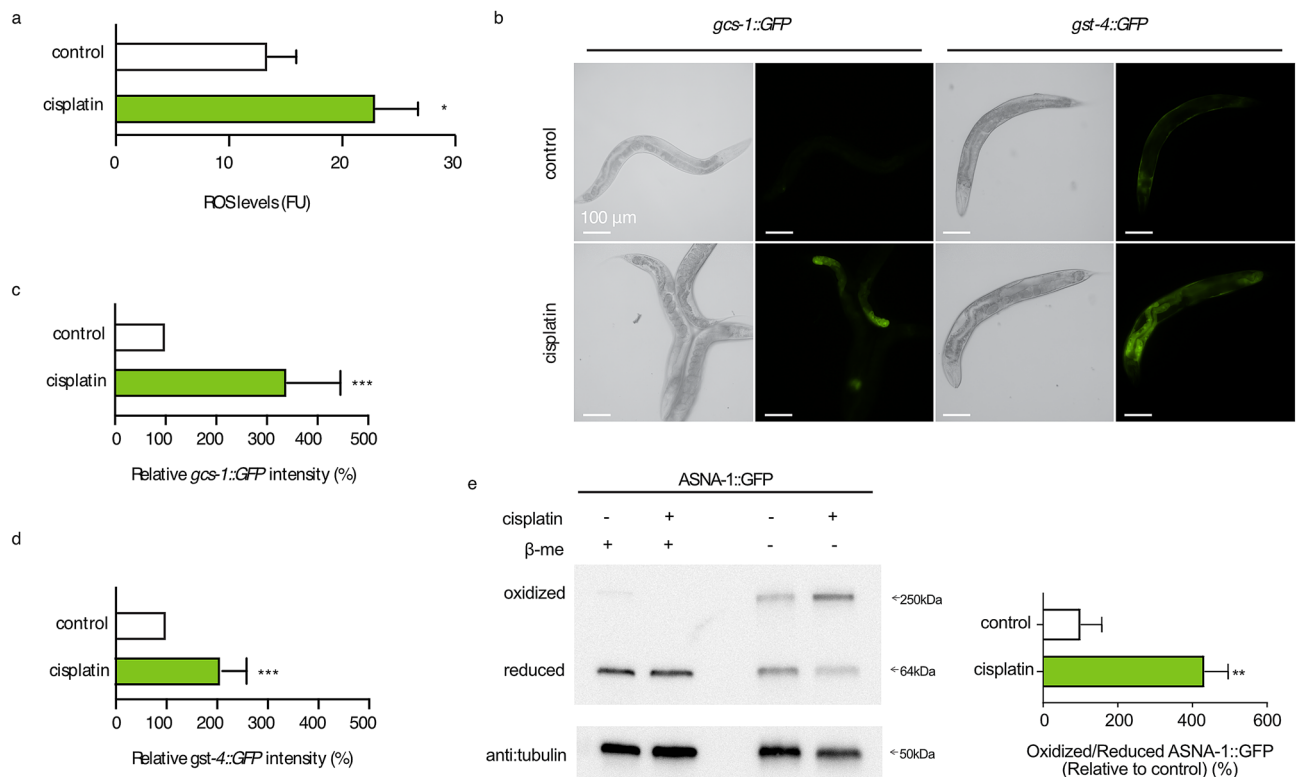 a
control
cisplatin
*
0 10 20 30
ROS levels (FU)
b
gcs-1::GFP gst-4::GFP
control
100 µm
cisplatin
c
control
cisplatin
***
0 100 200 300 400 500
Relative gcs-1::GFP intensity (%)
d
control
cisplatin
***
0 100 200 300 400 500
Relative gst-4::GFP intensity (%)
e
ASNA-1::GFP
cisplatin - + - +
β-me + + - -
oxidized
←250kDa
reduced
←64kDa
anti:tubulin
←50kDa
control
cisplatin
**
0 200 400 600
Oxidized/Reduced ASNA-1::GFP
(Relative to control) (%)